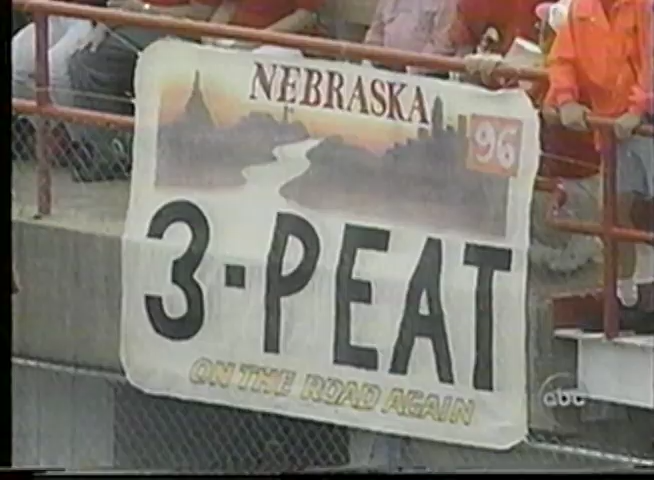 NEBRASKA
96
3-PEAT
ON THE ROAD AGAIN
abc